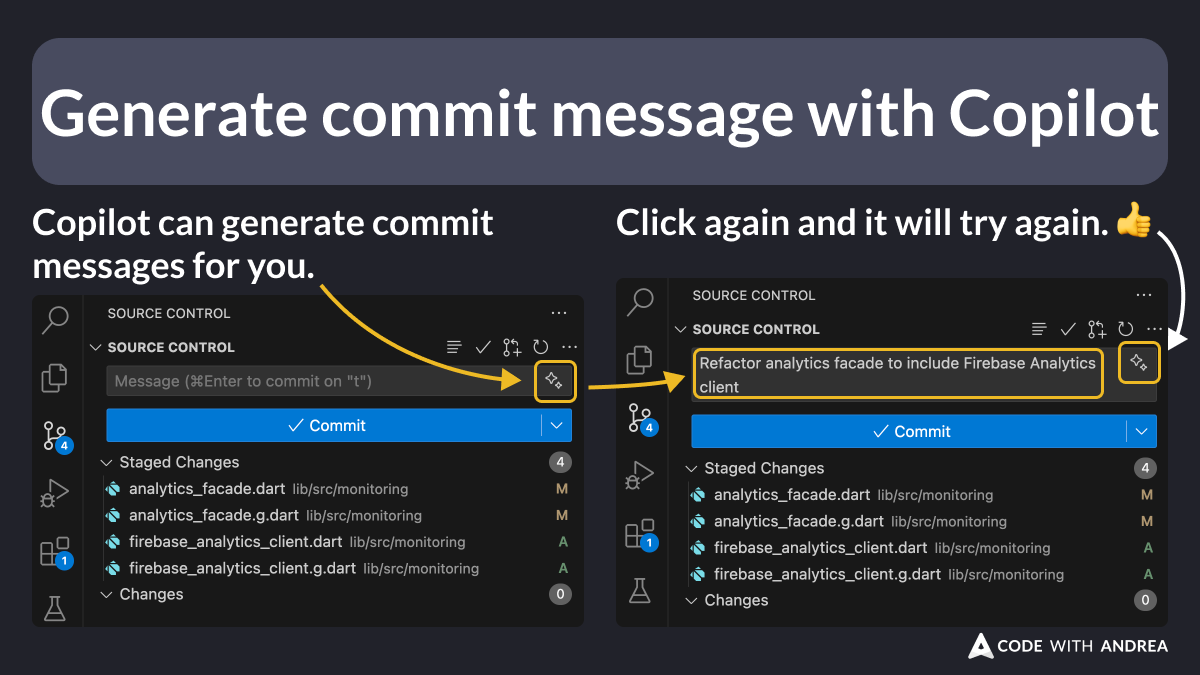 Generate commit message with Copilot
Copilot can generate commit
messages for you.
SOURCE CONTROL
SOURCE CONTROL
Message (⌘Enter to commit on "t")
Commit
Staged Changes 4
analytics_facade.dart lib/src/monitoring M
analytics_facade.g.dart lib/src/monitoring M
firebase_analytics_client.dart lib/src/monitoring A
firebase_analytics_client.g.dart lib/src/monitoring A
Changes 0
4
1
Click again and it will try again. 👍
SOURCE CONTROL
SOURCE CONTROL
Refactor analytics facade to include Firebase Analytics
client
Commit
Staged Changes 4
analytics_facade.dart lib/src/monitoring M
analytics_facade.g.dart lib/src/monitoring M
firebase_analytics_client.dart lib/src/monitoring A
firebase_analytics_client.g.dart lib/src/monitoring A
Changes 0
4
1
CODE WITH ANDREA